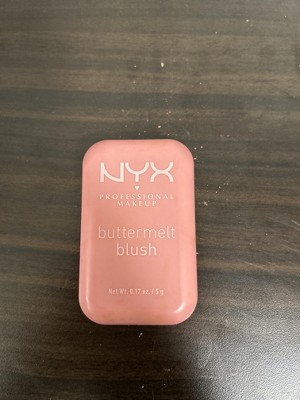 NYX
PROFESSIONAL
MAKEUP
buttermelt
blush
Net Wt. 0.17 oz. / 5 g